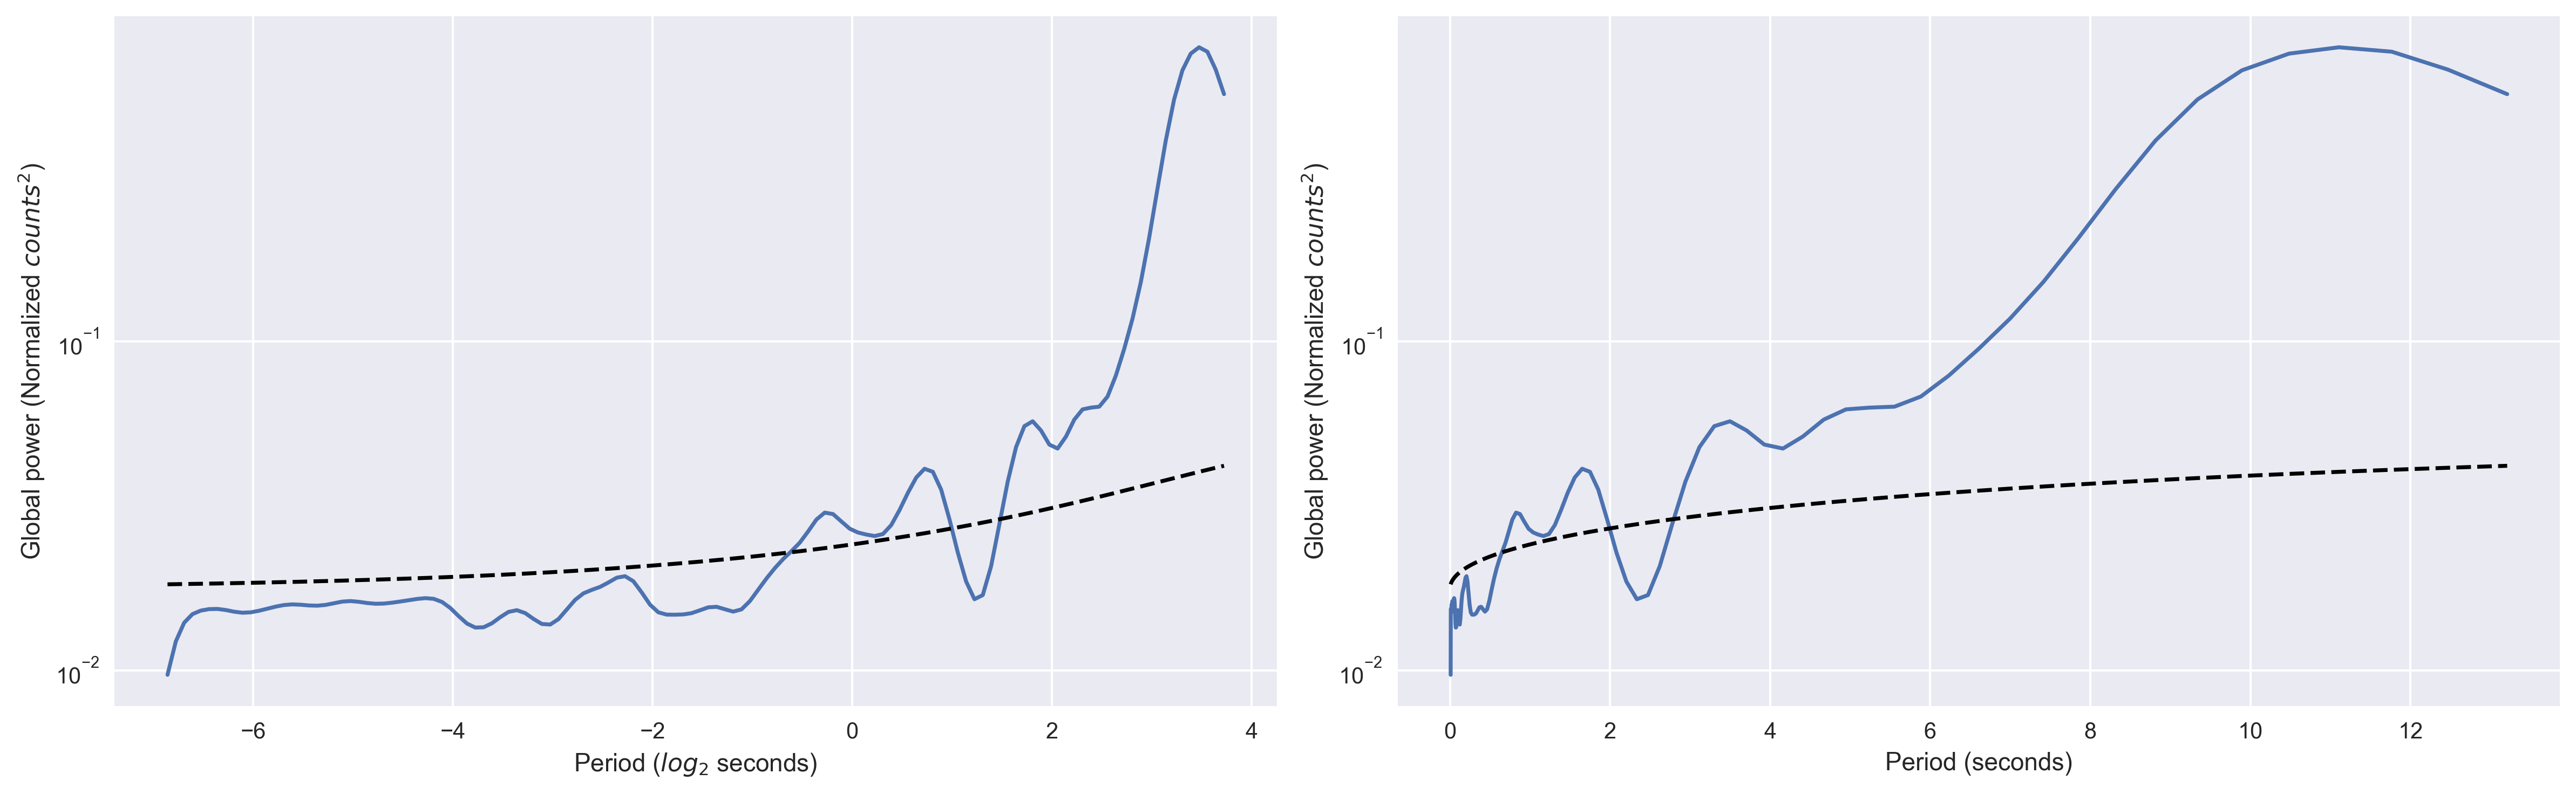 Global power (Normalized counts²)
10⁻¹
10⁻²
−6 −4 −2 0 2 4
Period (log₂ seconds)
Global power (Normalized counts²)
10⁻¹
10⁻²
0 2 4 6 8 10 12
Period (seconds)